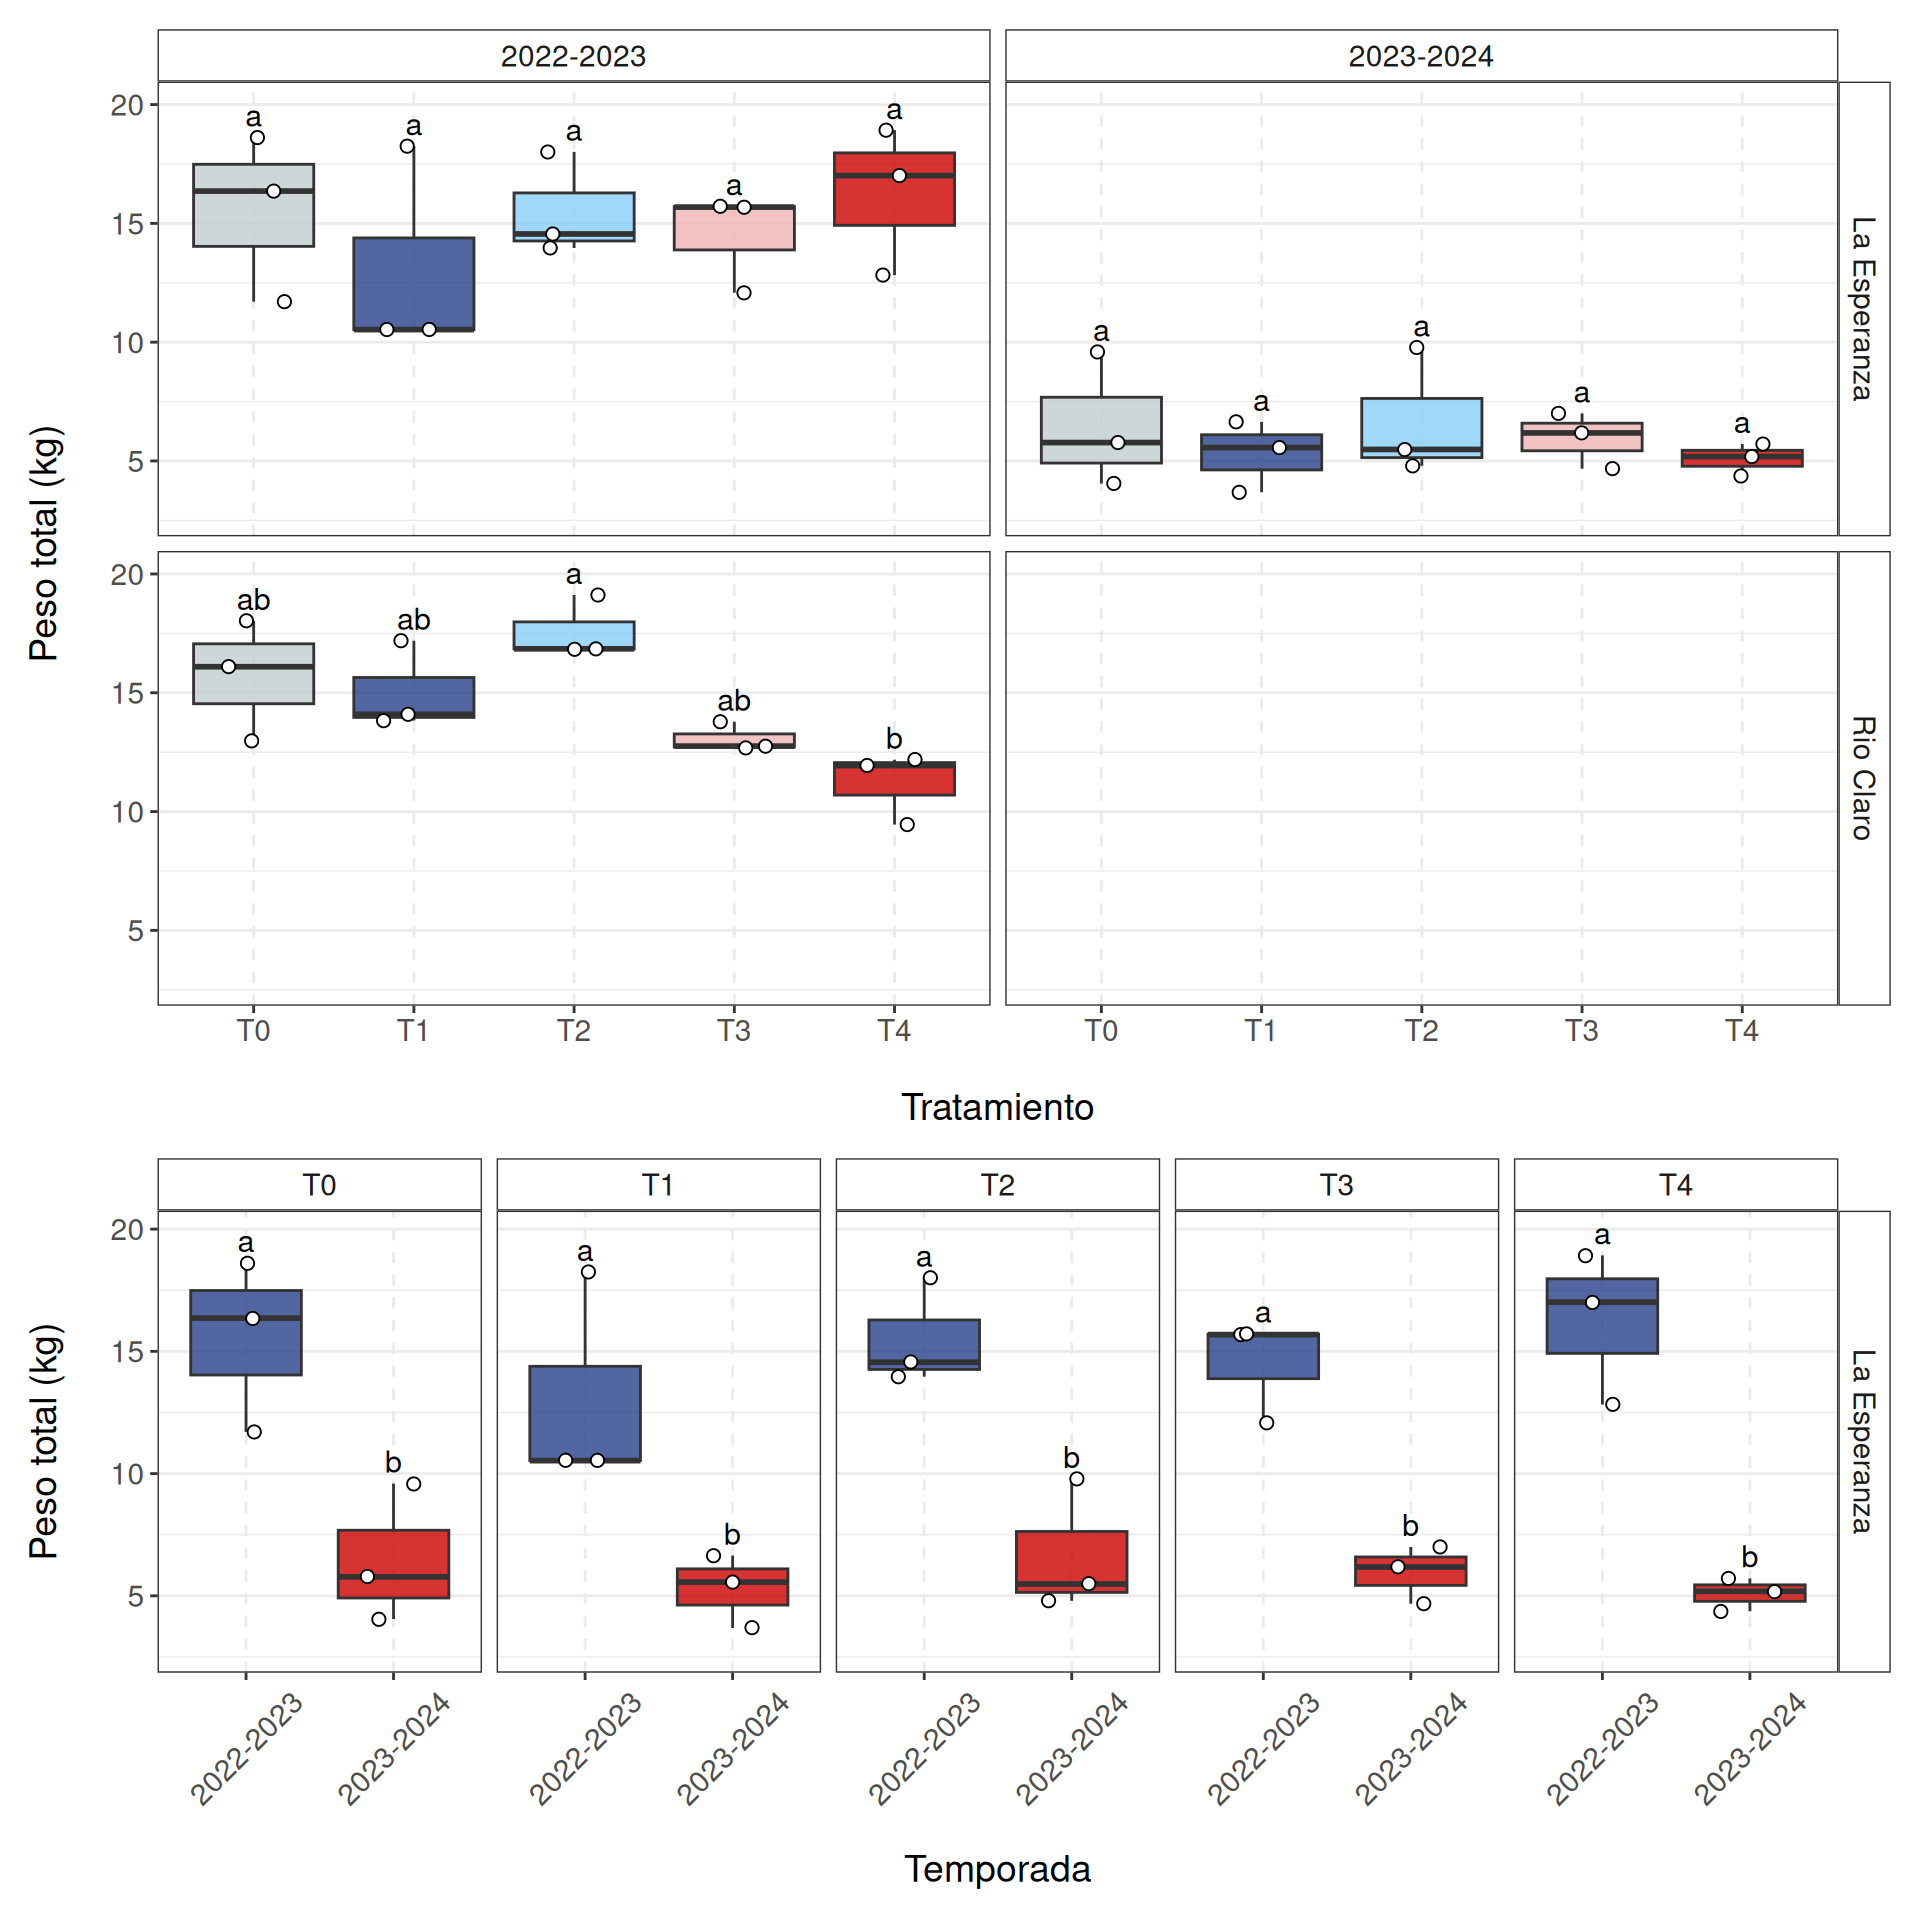 2022-2023 2023-2024
20
a a a a a
15
10
5
a a a a a
La Esperanza
Peso total (kg)
20
ab ab a ab b
15
10
5
Rio Claro
T0 T1 T2 T3 T4 T0 T1 T2 T3 T4
Tratamiento
T0 T1 T2 T3 T4
20
15
10
5
a b a b a b a b a b
La Esperanza
Peso total (kg)
2022-2023 2023-2024 2022-2023 2023-2024 2022-2023 2023-2024 2022-2023 2023-2024 2022-2023 2023-2024
Temporada